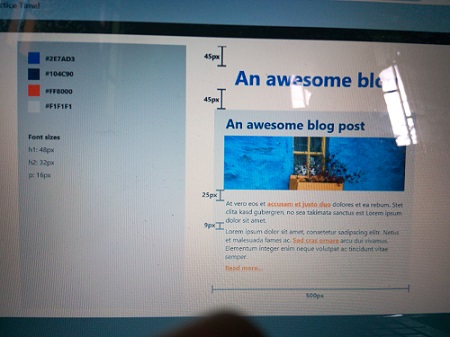 #2E7AD3
#104C90
#FF8000
#F1F1F1
Font sizes
h1: 48px
h2: 32px
p: 16px
45px
An awesome blo
45px
An awesome blog post
25px
At vero eos et accusam et justo duo dolores et ea rebum. Stet
clita kasd gubergren, no sea takimata sanctus est Lorem ipsum
dolor sit amet.
9px
Lorem ipsum dolor sit amet, consetetur sadipscing elitr. Netus
et malesuada fames ac. Sed cras ornare arcu dui vivamus.
Elementum integer enim neque volutpat ac tincidunt vitae
semper.
Read more...
500px